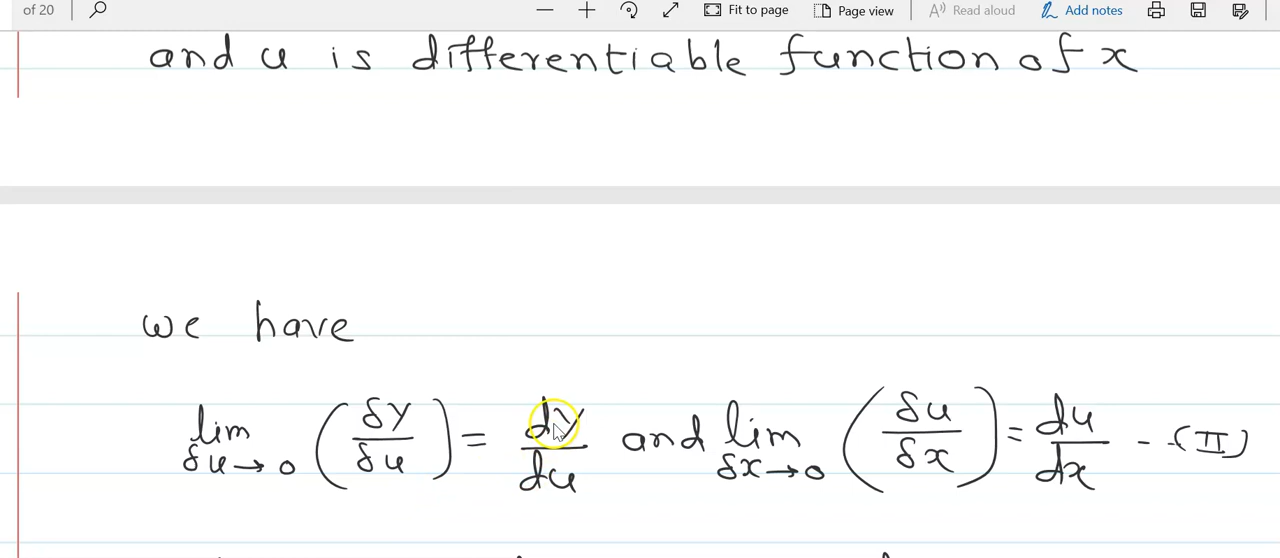 of 20 Fit to page Page view Read aloud Add notes
and u is differentiable function of x
we have
lim δu→0 (δy/δu) = dy/du and lim δx→0 (δu/δx) = du/dx - -(II)